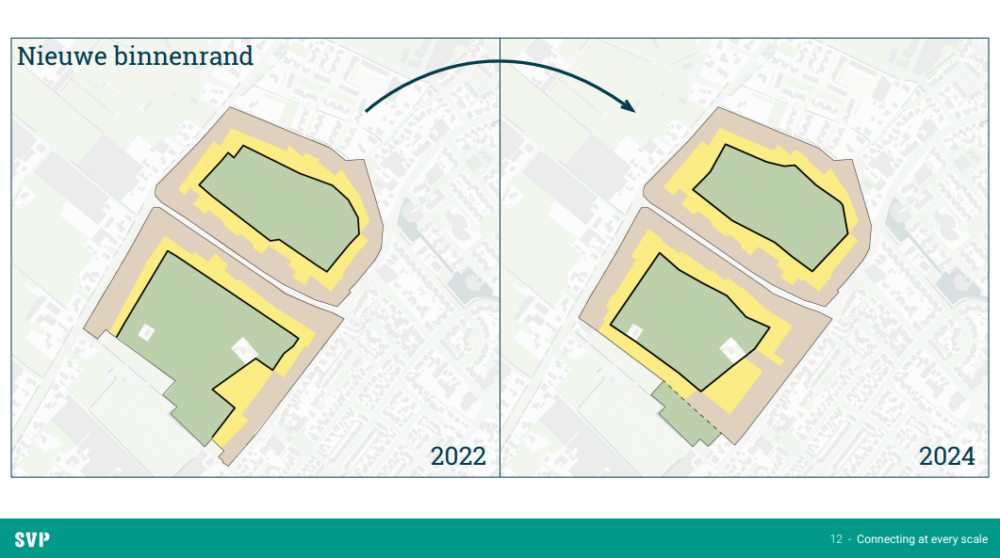 Nieuwe binnenrand
2022
2024
SVP
12 - Connecting at every scale